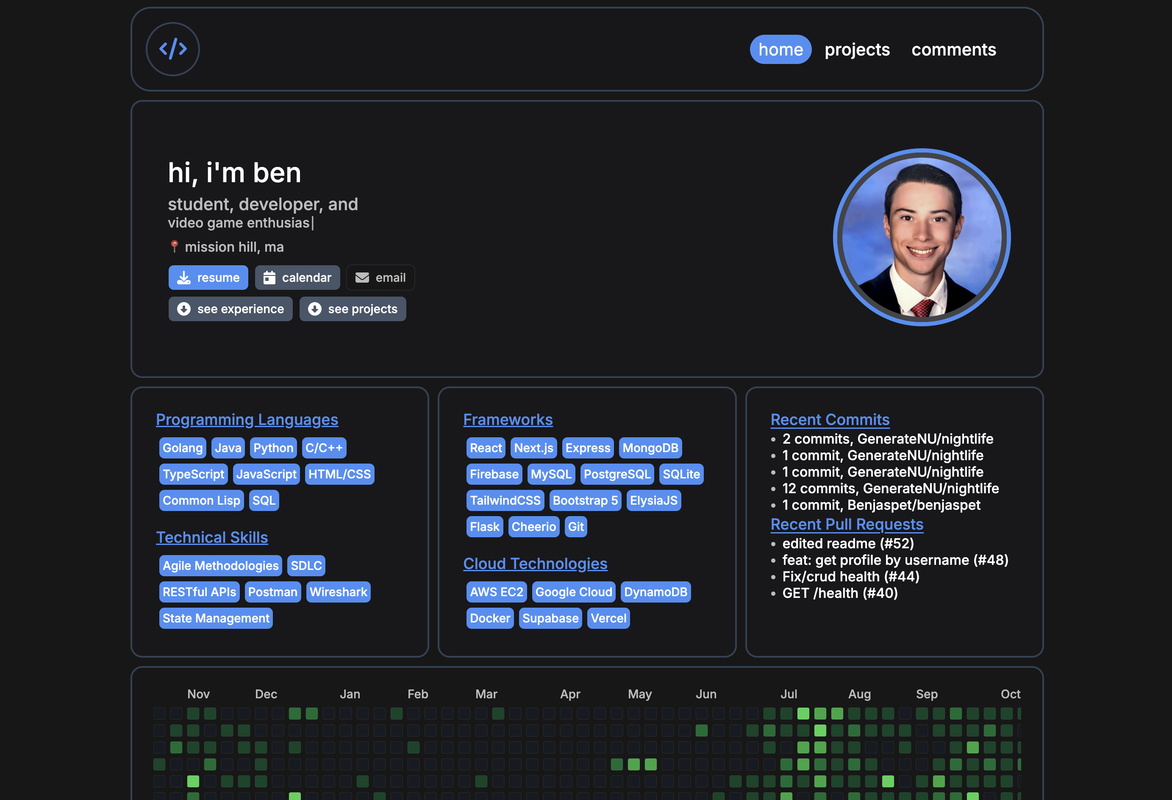 </>
home projects comments
hi, i'm ben
student, developer, and
video game enthusias|
mission hill, ma
resume calendar email
see experience see projects
Programming Languages
Golang Java Python C/C++
TypeScript JavaScript HTML/CSS
Common Lisp SQL
Technical Skills
Agile Methodologies SDLC
RESTful APIs Postman Wireshark
State Management
Frameworks
React Next.js Express MongoDB
Firebase MySQL PostgreSQL SQLite
TailwindCSS Bootstrap 5 ElysiaJS
Flask Cheerio Git
Cloud Technologies
AWS EC2 Google Cloud DynamoDB
Docker Supabase Vercel
Recent Commits
• 2 commits, GenerateNU/nightlife
• 1 commit, GenerateNU/nightlife
• 1 commit, GenerateNU/nightlife
• 12 commits, GenerateNU/nightlife
• 1 commit, Benjaspet/benjaspet
Recent Pull Requests
• edited readme (#52)
• feat: get profile by username (#48)
• Fix/crud health (#44)
• GET /health (#40)
Nov Dec Jan Feb Mar Apr May Jun Jul Aug Sep Oct